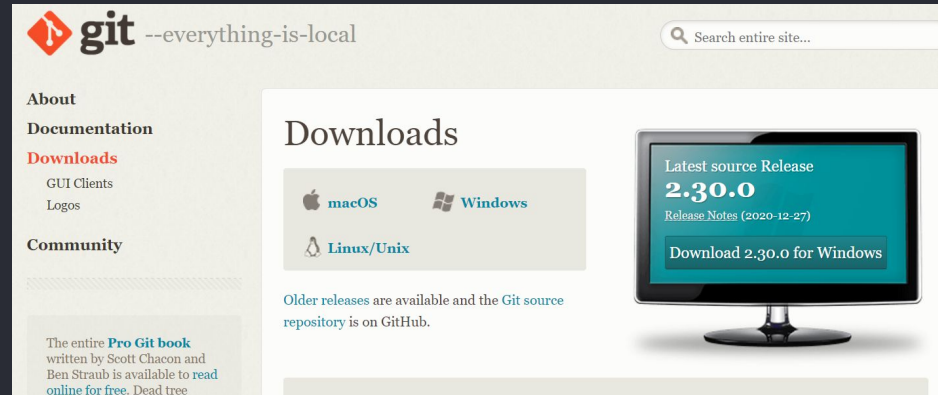 git --everything-is-local
Search entire site...
About
Documentation
Downloads
GUI Clients
Logos
Community
The entire Pro Git book
written by Scott Chacon and
Ben Straub is available to read
online for free. Dead tree
Downloads
macOS
Windows
Linux/Unix
Older releases are available and the Git source
repository is on GitHub.
Latest source Release
2.30.0
Release Notes (2020-12-27)
Download 2.30.0 for Windows